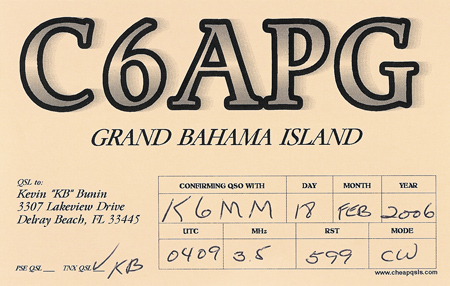 C6APG
GRAND BAHAMA ISLAND
QSL to:
Kevin "KB" Bunin
3307 Lakeview Drive
Delray Beach, FL 33445
PSE QSL__ TNX QSL ✓ KB
CONFIRMING QSO WITH DAY MONTH YEAR
K6MM 18 FEB 2006
UTC MHz RST MODE
0409 3.5 599 CW
www.cheapqsls.com